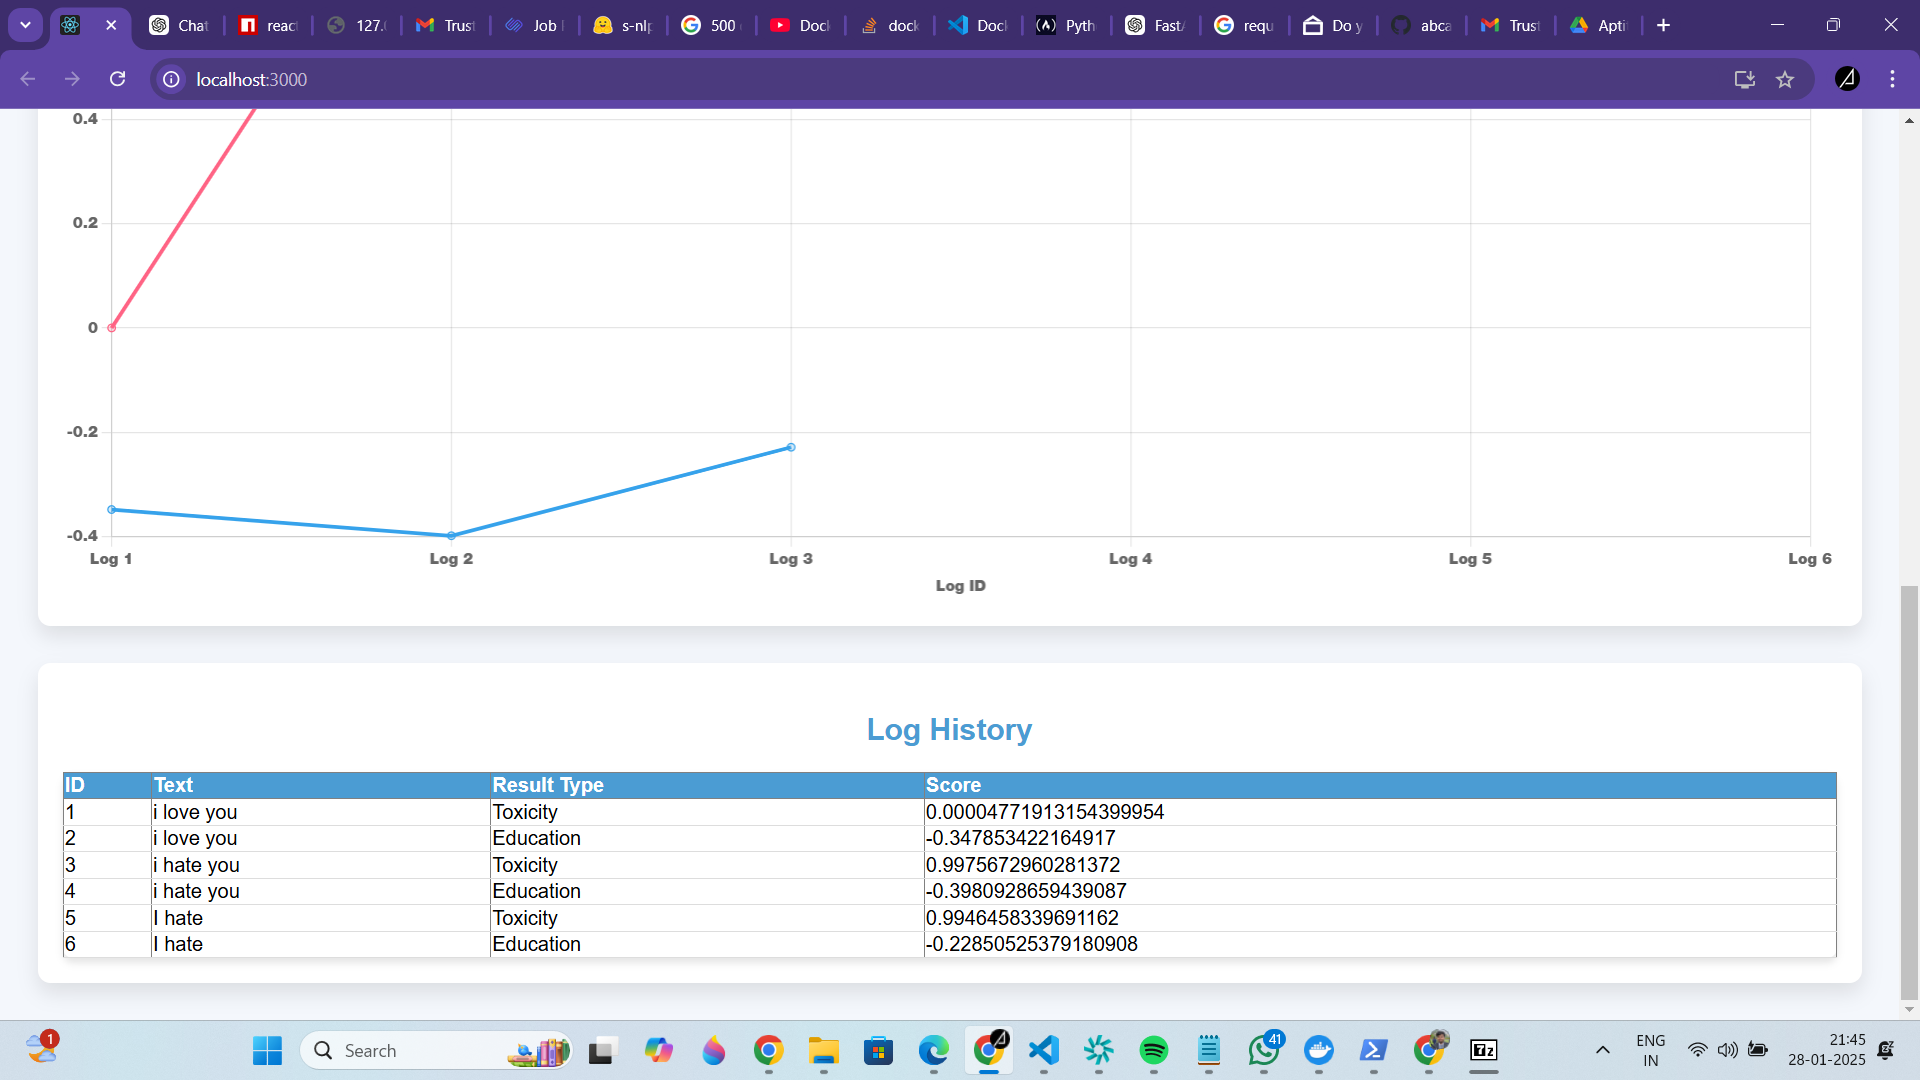 Chat
react
127.0
Trust
Job
s-nlp
500
Dock
dock
Dock
Pyth
Fast
requ
Do y
abca
Trus
Apti
localhost:3000
0.4
0.2
0
-0.2
-0.4
Log 1 Log 2 Log 3 Log 4 Log 5 Log 6
Log ID
Log History
ID Text Result Type Score
1 i love you Toxicity 0.00004771913154399954
2 i love you Education -0.347853422164917
3 i hate you Toxicity 0.9975672960281372
4 i hate you Education -0.3980928659439087
5 I hate Toxicity 0.9946458339691162
6 I hate Education -0.22850525379180908
1
Search
41
ENG
IN
21:45
28-01-2025